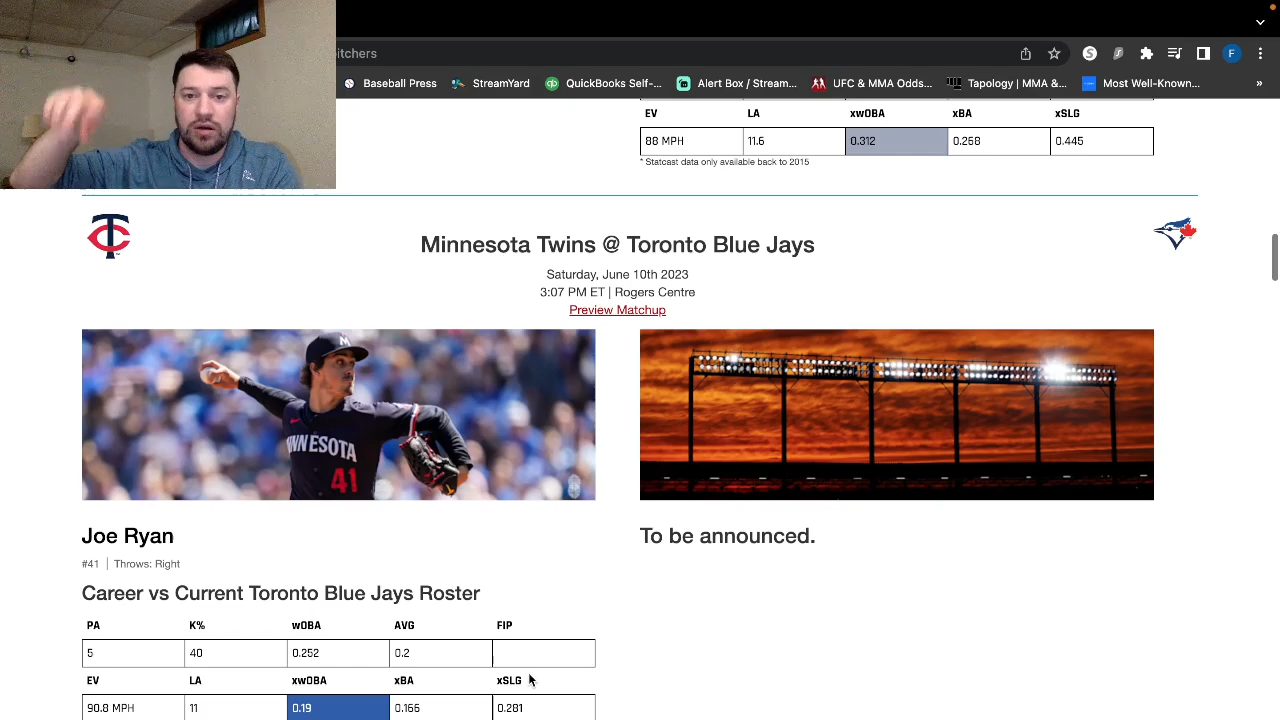 itchers
Baseball Press
StreamYard
QuickBooks Self-...
Alert Box / Stream...
UFC & MMA Odds...
Tapology | MMA &...
Most Well-Known...
»
F
EV LA xwOBA xBA xSLG
88 MPH 11.6 0.312 0.258 0.445
* Statcast data only available back to 2015
TC
Minnesota Twins @ Toronto Blue Jays
Saturday, June 10th 2023
3:07 PM ET | Rogers Centre
Preview Matchup
M
MINNESOTA
41
Joe Ryan
#41 | Throws: Right
To be announced.
Career vs Current Toronto Blue Jays Roster
PA K% wOBA AVG FIP
5 40 0.252 0.2
EV LA xwOBA xBA xSLG
90.8 MPH 11 0.19 0.166 0.281